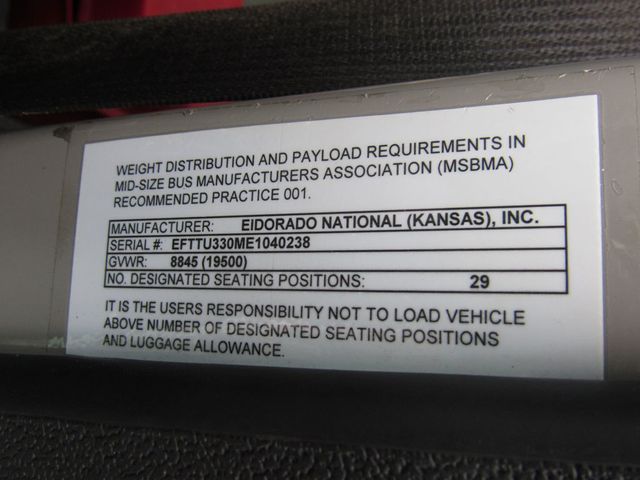 WEIGHT DISTRIBUTION AND PAYLOAD REQUIREMENTS IN
MID-SIZE BUS MANUFACTURERS ASSOCIATION (MSBMA)
RECOMMENDED PRACTICE 001.
MANUFACTURER: ElDORADO NATIONAL (KANSAS), INC.
SERIAL #: EFTTU330ME1040238
GVWR: 8845 (19500)
NO. DESIGNATED SEATING POSITIONS: 29
IT IS THE USERS RESPONSIBILITY NOT TO LOAD VEHICLE
ABOVE NUMBER OF DESIGNATED SEATING POSITIONS
AND LUGGAGE ALLOWANCE.